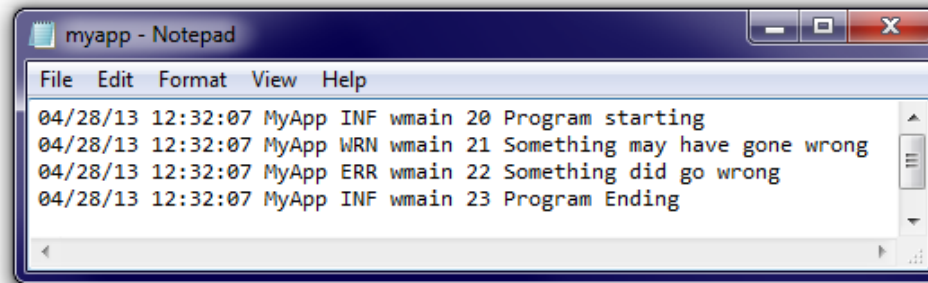 myapp - Notepad
File Edit Format View Help
04/28/13 12:32:07 MyApp INF wmain 20 Program starting
04/28/13 12:32:07 MyApp WRN wmain 21 Something may have gone wrong
04/28/13 12:32:07 MyApp ERR wmain 22 Something did go wrong
04/28/13 12:32:07 MyApp INF wmain 23 Program Ending